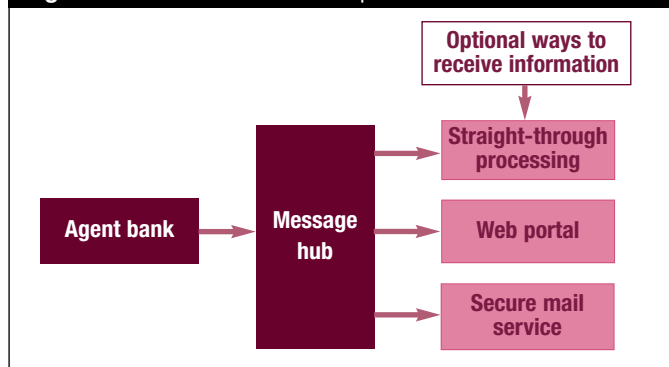 Optional ways to
receive information
Straight-through
processing
Agent bank
Message
hub
Web portal
Secure mail
service